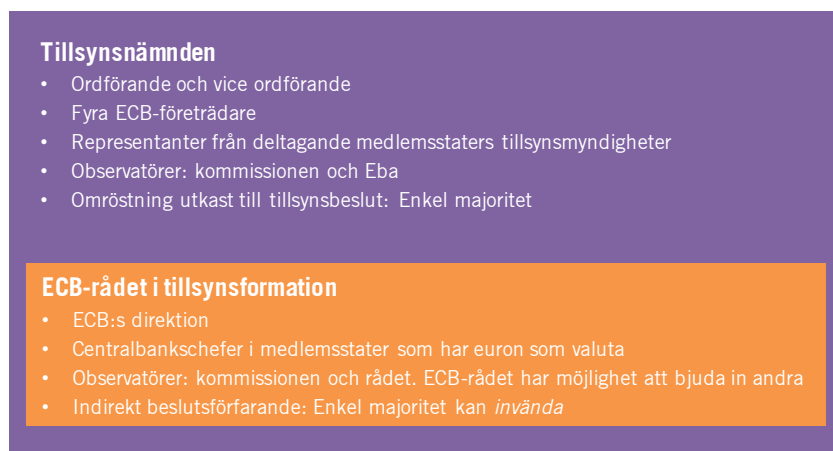 Tillsynsnämnden
• Ordförande och vice ordförande
• Fyra ECB-företrädare
• Representanter från deltagande medlemsstaters tillsynsmyndigheter
• Observatörer: kommissionen och Eba
• Omröstning utkast till tillsynsbeslut: Enkel majoritet
ECB-rådet i tillsynsformation
• ECB:s direktion
• Centralbankschefer i medlemsstater som har euron som valuta
• Observatörer: kommissionen och rådet. ECB-rådet har möjlighet att bjuda in andra
• Indirekt beslutsförfarande: Enkel majoritet kan invända